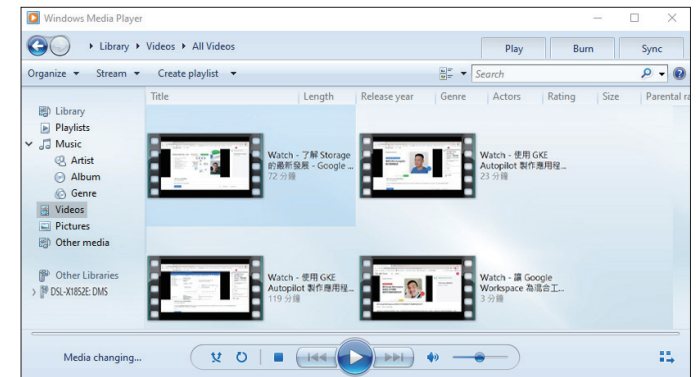 Windows Media Player
Library Videos All Videos
Play Burn Sync
Organize Stream Create playlist Search
Title Length Release year Genre Actors Rating Size Parental ra
Library
Playlists
Music
Artist
Album
Genre
Videos
Pictures
Other media
Other Libraries
DSL-X1852E: DMS
Watch - 了解 Storage
的最新發展 - Google ...
72 分鐘
Watch - 使用 GKE
Autopilot 製作應用程...
23 分鐘
Watch - 使用 GKE
Autopilot 製作應用程...
119 分鐘
Watch - 讓 Google
Workspace 為混合工...
3 分鐘
Media changing...